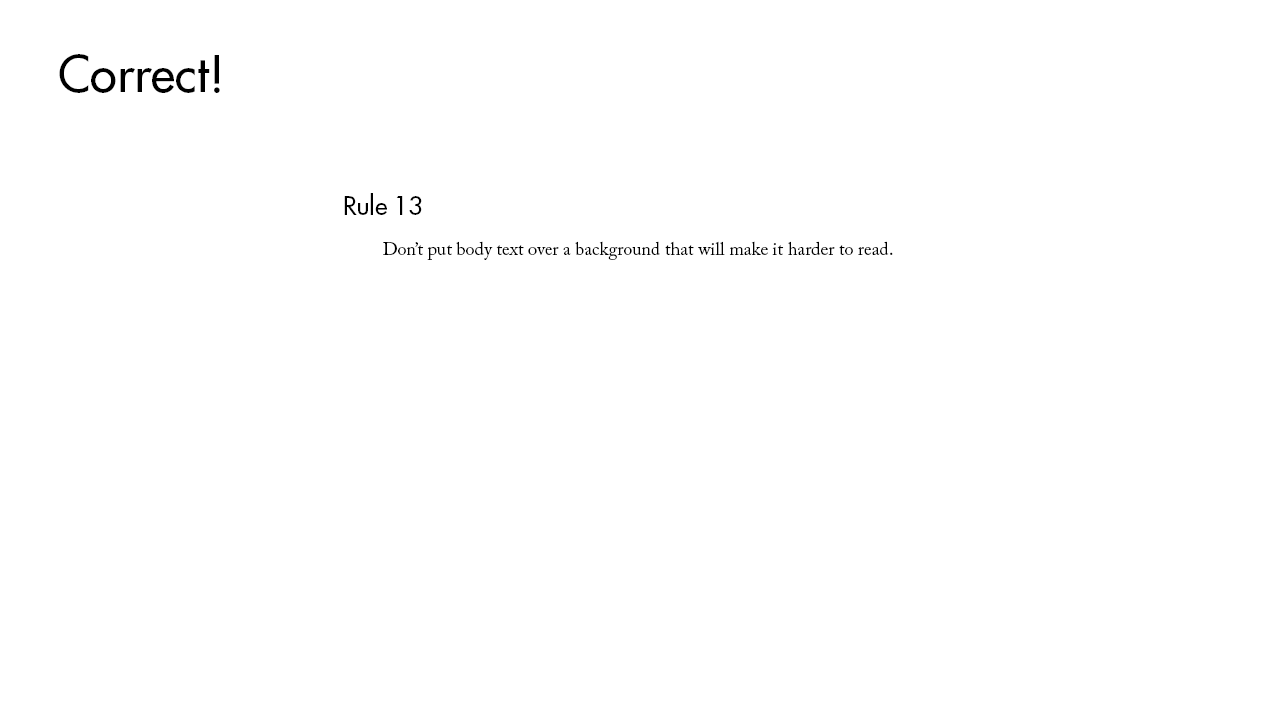 Correct!
Rule 13
Don’t put body text over a background that will make it harder to read.